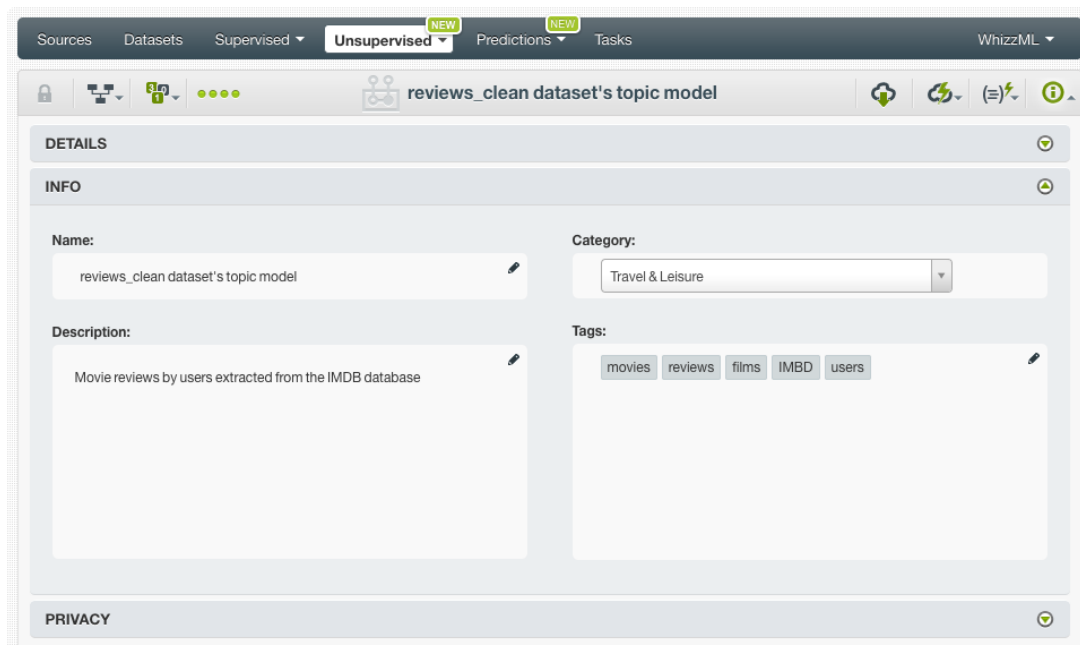 NEW NEW
Sources Datasets Supervised Unsupervised Predictions Tasks WhizzML
reviews_clean dataset's topic model
DETAILS
INFO
Name: Category:
reviews_clean dataset's topic model Travel & Leisure
Description: Tags:
Movie reviews by users extracted from the IMDB database movies reviews films IMBD users
PRIVACY